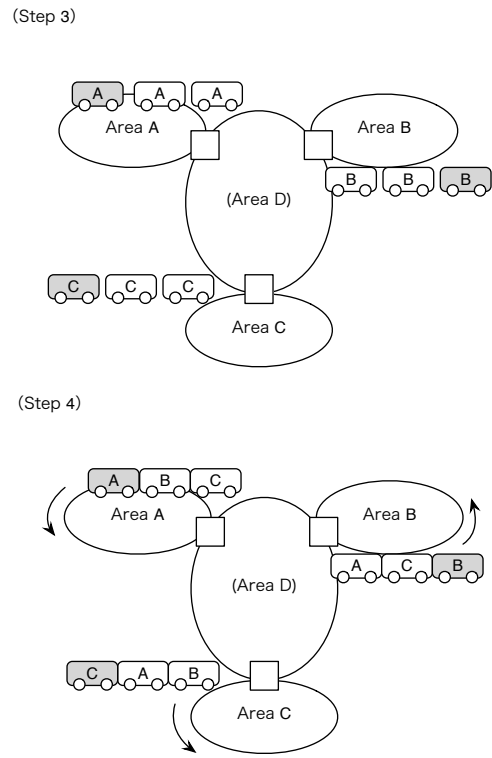 (Step 3)
A A A
Area A
Area B
B B B
(Area D)
C C C
Area C
(Step 4)
A B C
Area A
Area B
A C B
(Area D)
C A B
Area C